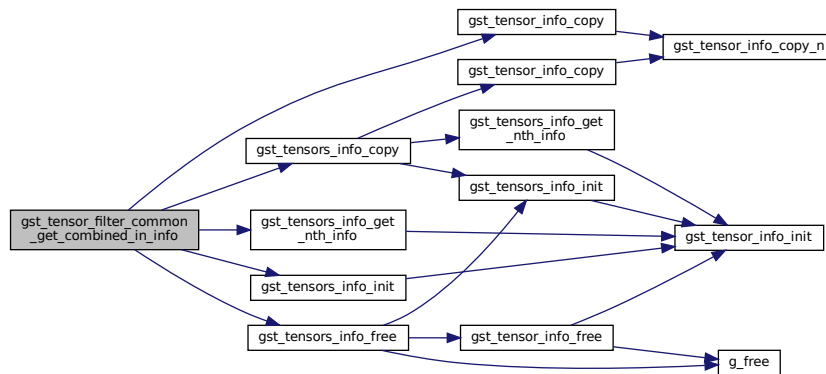 gst_tensor_info_copy
gst_tensor_info_copy_n
gst_tensor_info_copy
gst_tensors_info_get
_nth_info
gst_tensors_info_copy
gst_tensors_info_init
gst_tensor_filter_common
_get_combined_in_info
gst_tensors_info_get
_nth_info
gst_tensor_info_init
gst_tensors_info_init
gst_tensors_info_free
gst_tensor_info_free
g_free